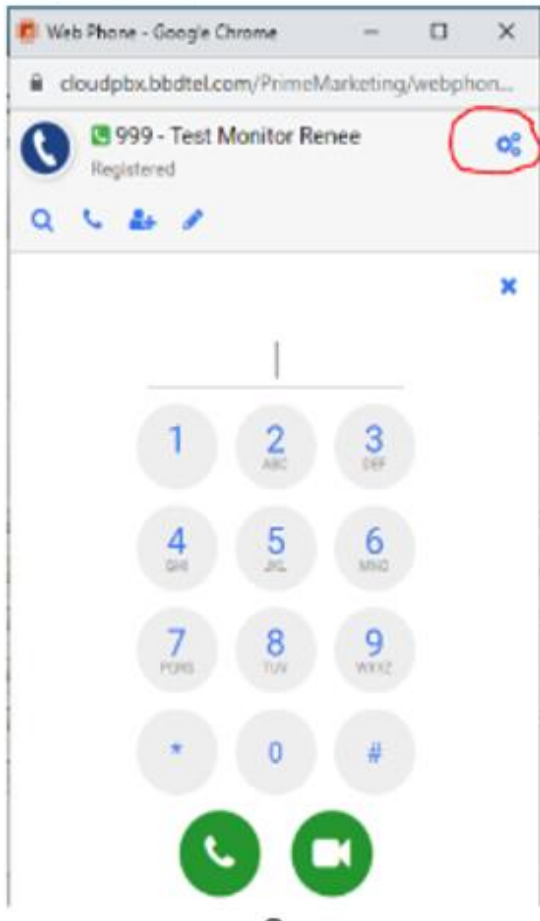 Web Phone - Google Chrome
cloudpbx.bbdtel.com/PrimeMarketing/webphon...
999 - Test Monitor Renee
Registered
1 2 3
ABC DEF
4 5 6
GHI JKL MNO
7 8 9
PQRS TUV WXYZ
* 0 #